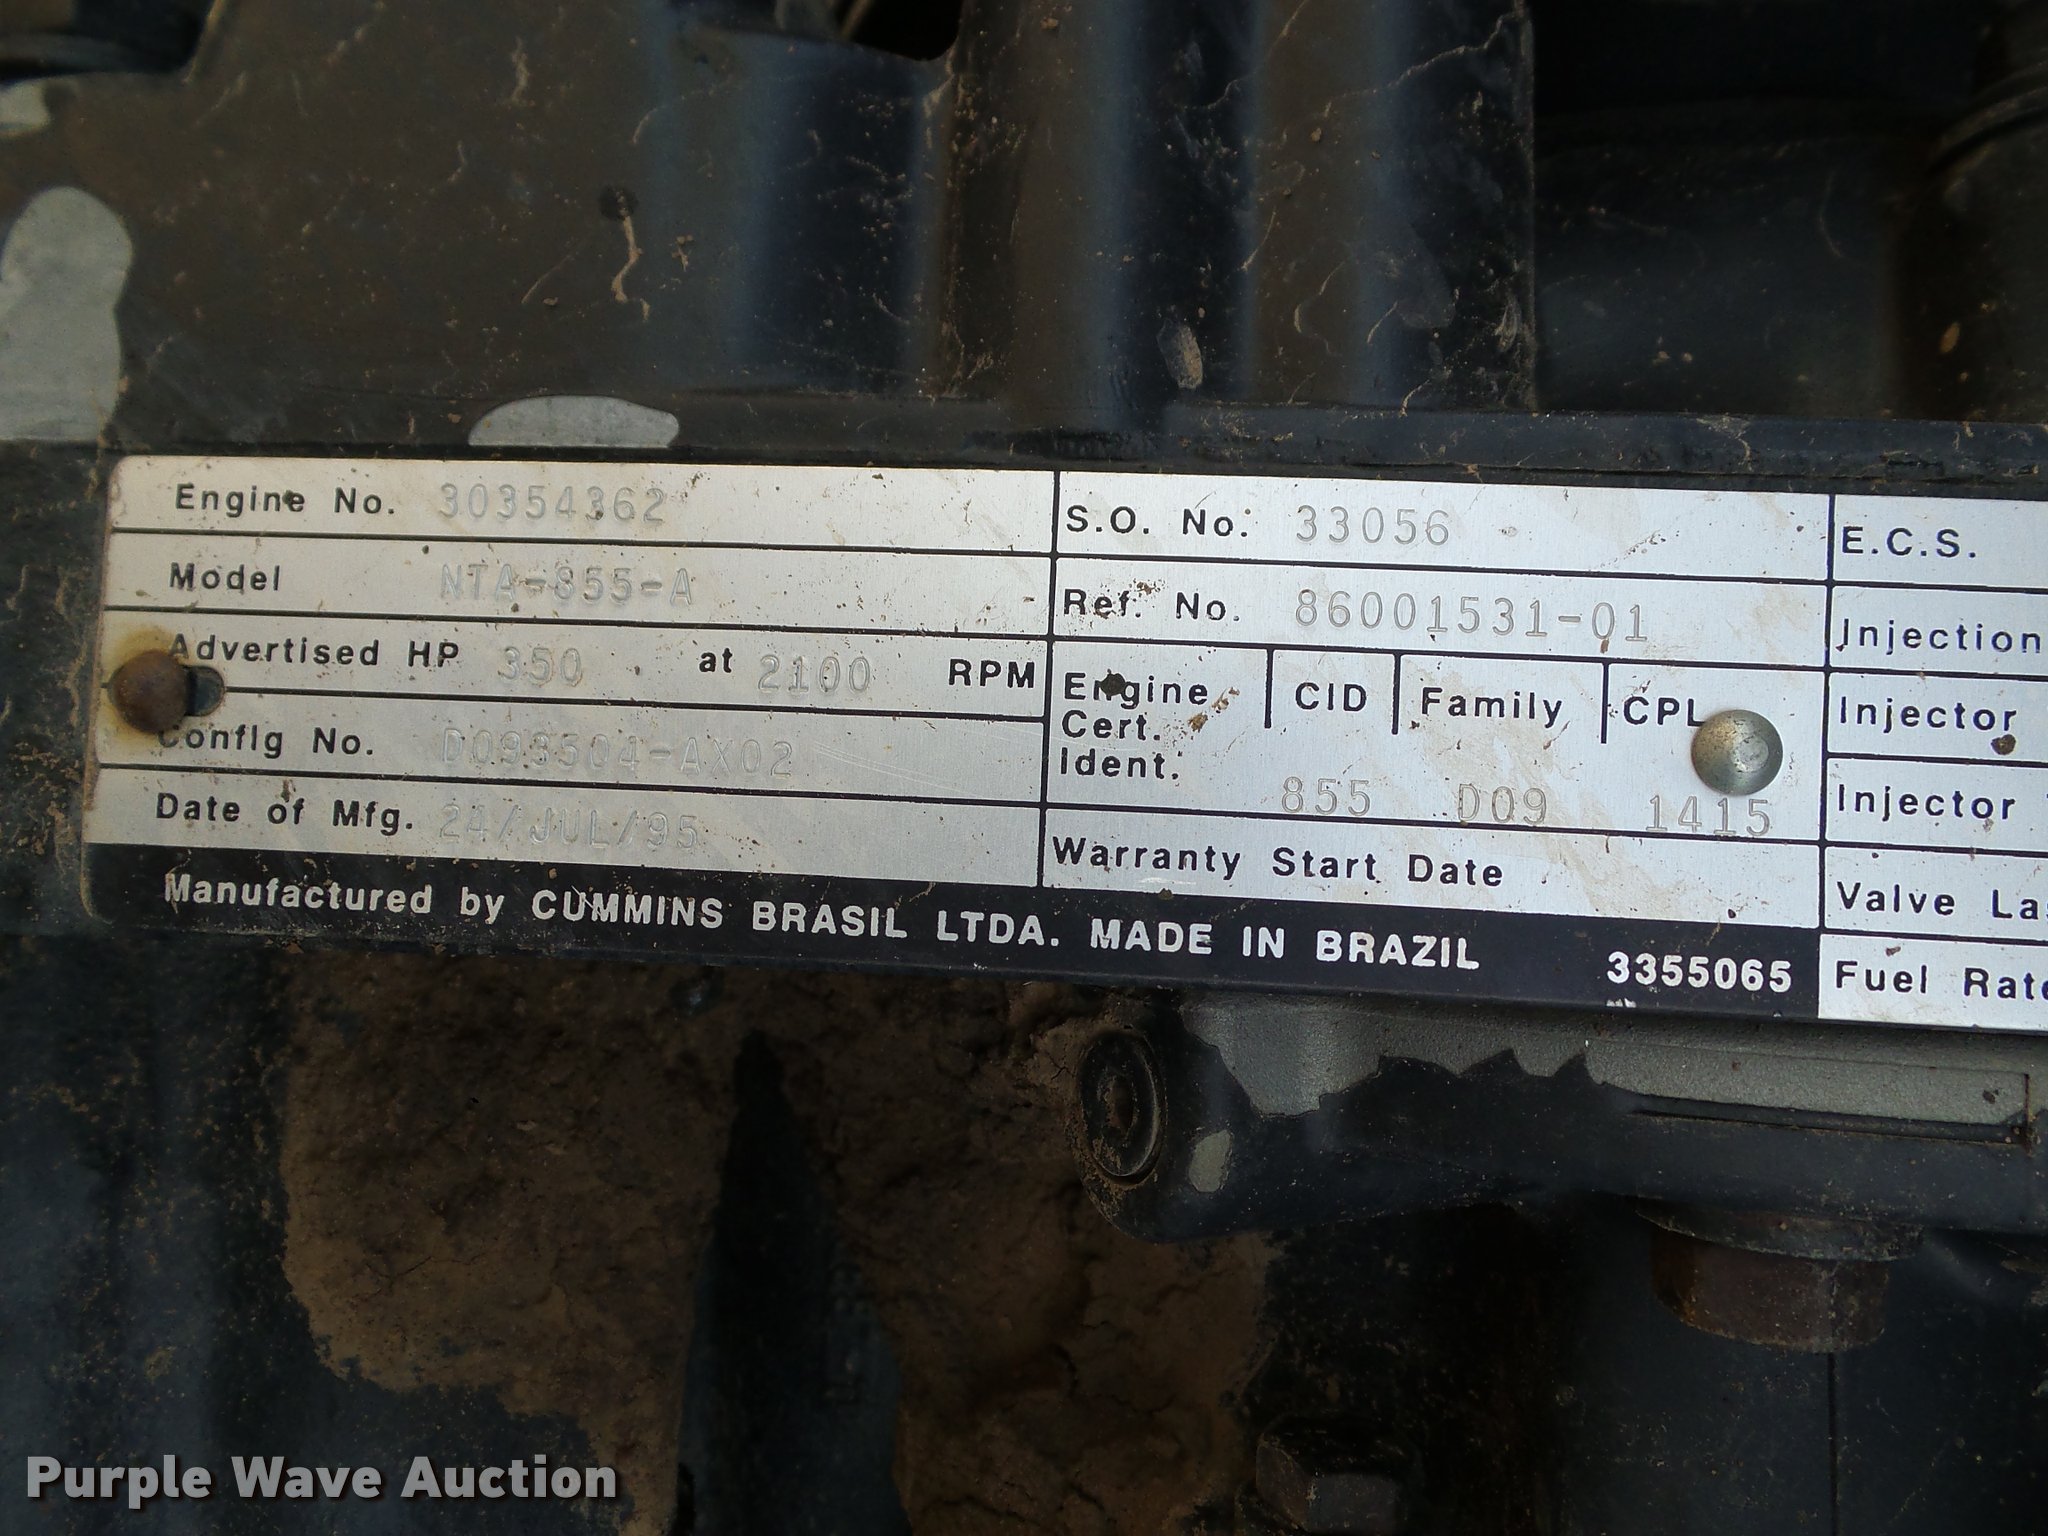 Engine No. 30354362
Model NTA-855-A
Advertised HP 350 at 2100 RPM
Config No. D093504-AX02
Date of Mfg. 24/JUL/95
S.O. No. 33056
Ref. No. 86001531-01
Engine Cert. Ident.
CID Family CPL
855 D09 1415
Warranty Start Date
E.C.S.
Injection
Injector
Injector
Valve
Fuel
Manufactured by CUMMINS BRASIL LTDA. MADE IN BRAZIL 3355065
Purple Wave Auction